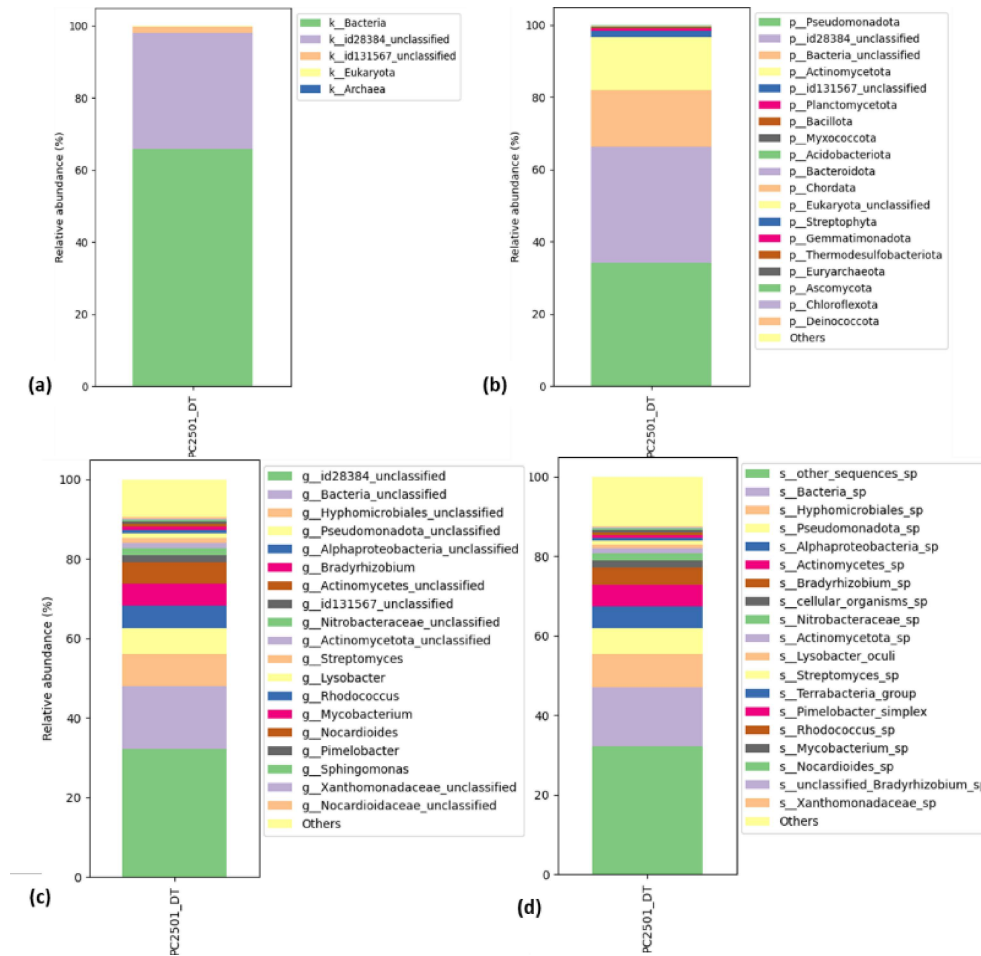 100
80
60
40
20
0
Relative abundance (%)
PC2501_DT
k__Bacteria
k__id28384_unclassified
k__id131567_unclassified
k__Eukaryota
k__Archaea
(a)
100
80
60
40
20
0
Relative abundance (%)
PC2501_DT
p__Pseudomonadota
p__id28384_unclassified
p__Bacteria_unclassified
p__Actinomycetota
p__id131567_unclassified
p__Planctomycetota
p__Bacillota
p__Myxococcota
p__Acidobacteriota
p__Bacteroidota
p__Chordata
p__Eukaryota_unclassified
p__Streptophyta
p__Gemmatimonadota
p__Thermodesulfobacteriota
p__Euryarchaeota
p__Ascomycota
p__Chloroflexota
p__Deinococcota
Others
(b)
100
80
60
40
20
0
Relative abundance (%)
PC2501_DT
g__id28384_unclassified
g__Bacteria_unclassified
g__Hyphomicrobiales_unclassified
g__Pseudomonadota_unclassified
g__Alphaproteobacteria_unclassified
g__Bradyrhizobium
g__Actinomycetes_unclassified
g__id131567_unclassified
g__Nitrobacteraceae_unclassified
g__Actinomycetota_unclassified
g__Streptomyces
g__Lysobacter
g__Rhodococcus
g__Mycobacterium
g__Nocardioides
g__Pimelobacter
g__Sphingomonas
g__Xanthomonadaceae_unclassified
g__Nocardioidaceae_unclassified
Others
(c)
100
80
60
40
20
0
PC2501_DT
s__other_sequences_sp
s__Bacteria_sp
s__Hyphomicrobiales_sp
s__Pseudomonadota_sp
s__Alphaproteobacteria_sp
s__Actinomycetes_sp
s__Bradyrhizobium_sp
s__cellular_organisms_sp
s__Nitrobacteraceae_sp
s__Actinomycetota_sp
s__Lysobacter_oculi
s__Streptomyces_sp
s__Terrabacteria_group
s__Pimelobacter_simplex
s__Rhodococcus_sp
s__Mycobacterium_sp
s__Nocardioides_sp
s__unclassified_Bradyrhizobium_sp
s__Xanthomonadaceae_sp
Others
(d)